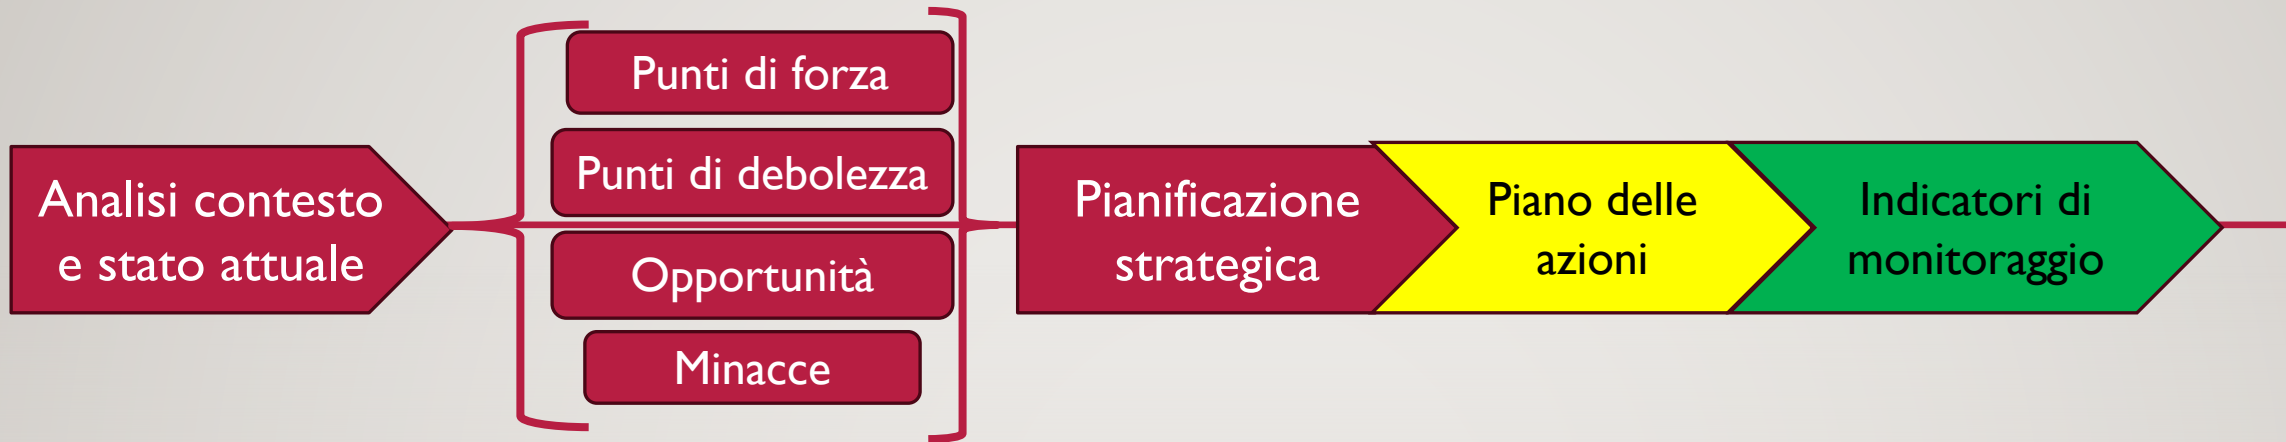 Analisi contesto
e stato attuale
Punti di forza
Punti di debolezza
Opportunità
Minacce
Pianificazione
strategica
Piano delle
azioni
Indicatori di
monitoraggio